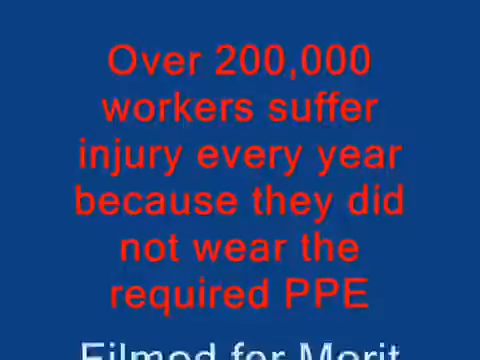 Over 200,000
workers suffer
injury every year
because they did
not wear the
required PPE
Filmed for Merit